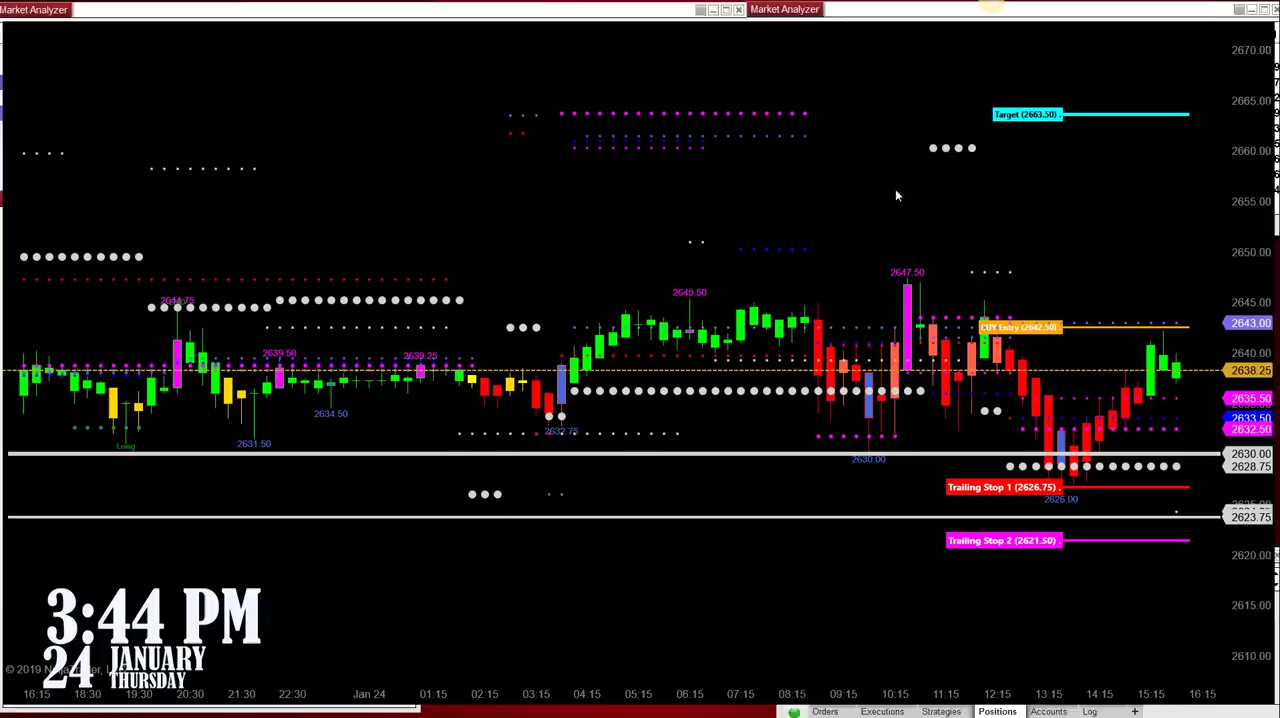 Market Analyzer
Market Analyzer
2670.00
2665.00
Target (2663.50) .
2660.00
2655.00
2650.00
2647.50
2645.50
2645.00
2644.75
2643.00
CUY Entry (2642.50) .
2640.00
2639.50
2639.25
2638.25
2635.50
2634.50
2633.50
2632.75
2632.50
2631.50
Long
2630.00
2630.00
2628.75
Trailing Stop 1 (2626.75) .
2626.00
2623.75
Trailing Stop 2 (2621.50) .
2620.00
2615.00
2610.00
3:44 PM
24 JANUARY
THURSDAY
© 2019
16:15 18:30 19:30 20:30 21:30 22:30 Jan 24 01:15 02:15 03:15 04:15 05:15 06:15 07:15 08:15 09:15 10:15 11:15 12:15 13:15 14:15 15:15 16:15
Orders Executions Strategies Positions Accounts Log +